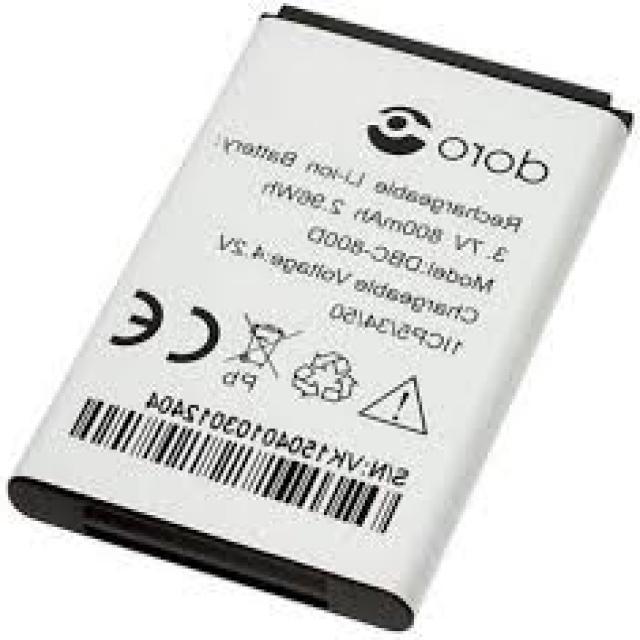 doro
Rechargeable Li-ion Battery:
3.7V 800mAh 2.96Wh
Model:DBC-800D
Chargeable Voltage:4.2V
1ICP5/34/50
Pb
S/N:VK15040103012404